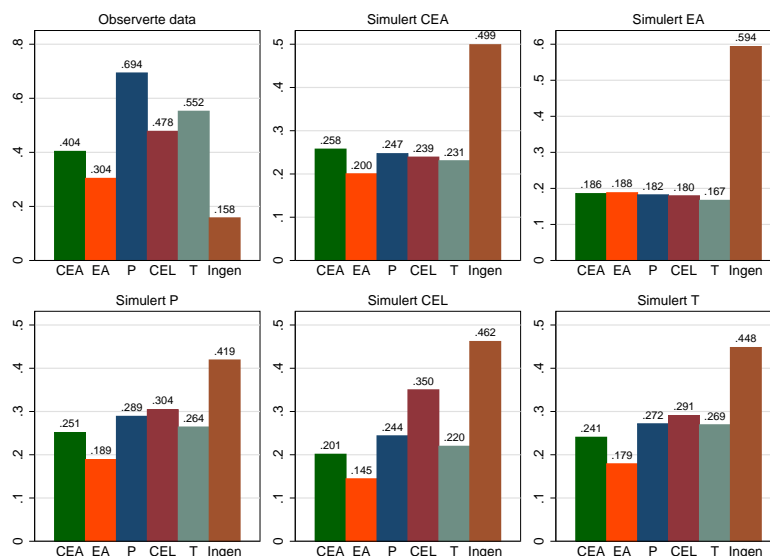 Observerte data
0 .2 .4 .6 .8
.404 .304 .694 .478 .552 .158
CEA EA P CEL T Ingen
Simulert CEA
0 .1 .2 .3 .4 .5
.258 .200 .247 .239 .231 .499
CEA EA P CEL T Ingen
Simulert EA
0 .1 .2 .3 .4 .5 .6
.186 .188 .182 .180 .167 .594
CEA EA P CEL T Ingen
Simulert P
0 .1 .2 .3 .4 .5
.251 .189 .289 .304 .264 .419
CEA EA P CEL T Ingen
Simulert CEL
0 .1 .2 .3 .4 .5
.201 .145 .244 .350 .220 .462
CEA EA P CEL T Ingen
Simulert T
0 .1 .2 .3 .4 .5
.241 .179 .272 .291 .269 .448
CEA EA P CEL T Ingen